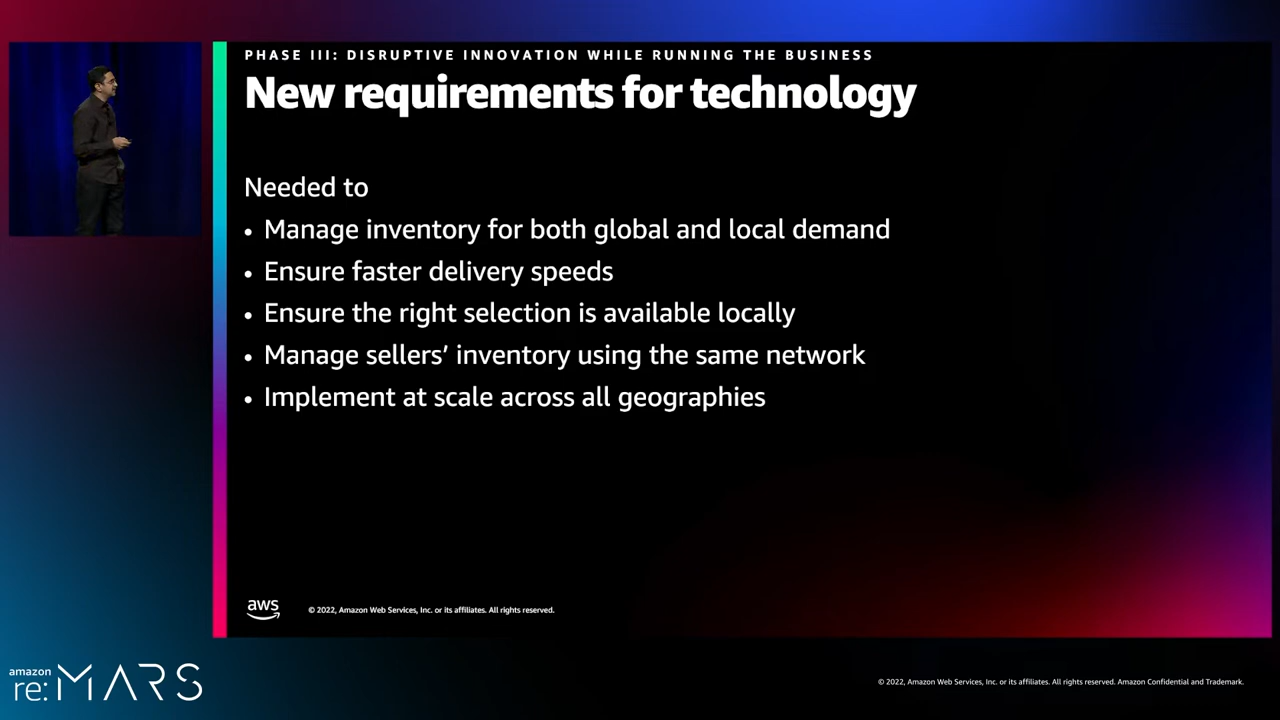 PHASE III: DISRUPTIVE INNOVATION WHILE RUNNING THE BUSINESS
New requirements for technology
Needed to
• Manage inventory for both global and local demand
• Ensure faster delivery speeds
• Ensure the right selection is available locally
• Manage sellers’ inventory using the same network
• Implement at scale across all geographies
aws
© 2022, Amazon Web Services, Inc. or its affiliates. All rights reserved.
amazon
re:MARS
© 2022, Amazon Web Services, Inc. or its affiliates. All rights reserved. Amazon Confidential and Trademark.